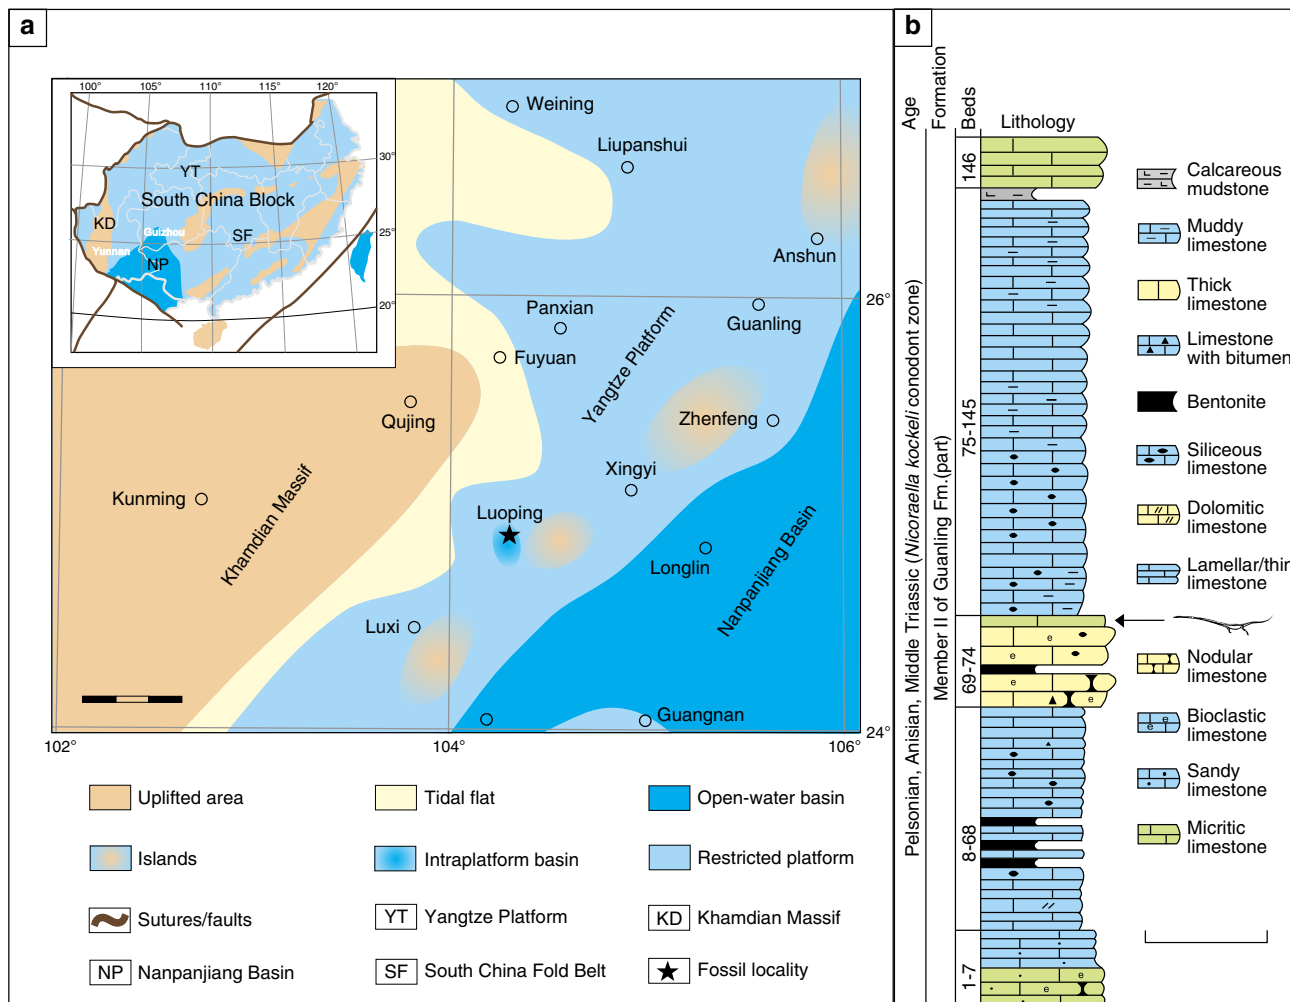 a
100°
105°
110°
115°
120°
30°
25°
20°
YT
South China Block
KD
Guizhou
SF
Yunnan
NP
Weining
Liupanshui
Anshun
26°
Panxian
Guanling
Fuyuan
Yangtze Platform
Qujing
Zhenfeng
Khamdian Massif
Xingyi
Kunming
Luoping
Longlin
Nanpanjiang Basin
Luxi
Guangnan
24°
102°
104°
106°
Uplifted area
Tidal flat
Open-water basin
Islands
Intraplatform basin
Restricted platform
Sutures/faults
YT
Yangtze Platform
KD
Khamdian Massif
NP
Nanpanjiang Basin
SF
South China Fold Belt
Fossil locality
b
Age
Formation
Beds
Lithology
Pelsonian, Anisian, Middle Triassic (Nicoraella kockeli conodont zone)
Member II of Guanling Fm.(part)
146
75-145
69-74
8-68
1-7
e
e
e
e
e
e
Calcareous
mudstone
Muddy
limestone
Thick
limestone
Limestone
with bitumen
Bentonite
Siliceous
limestone
Dolomitic
limestone
Lamellar/thin
limestone
Nodular
limestone
e
e
e
Bioclastic
limestone
Sandy
limestone
Micritic
limestone